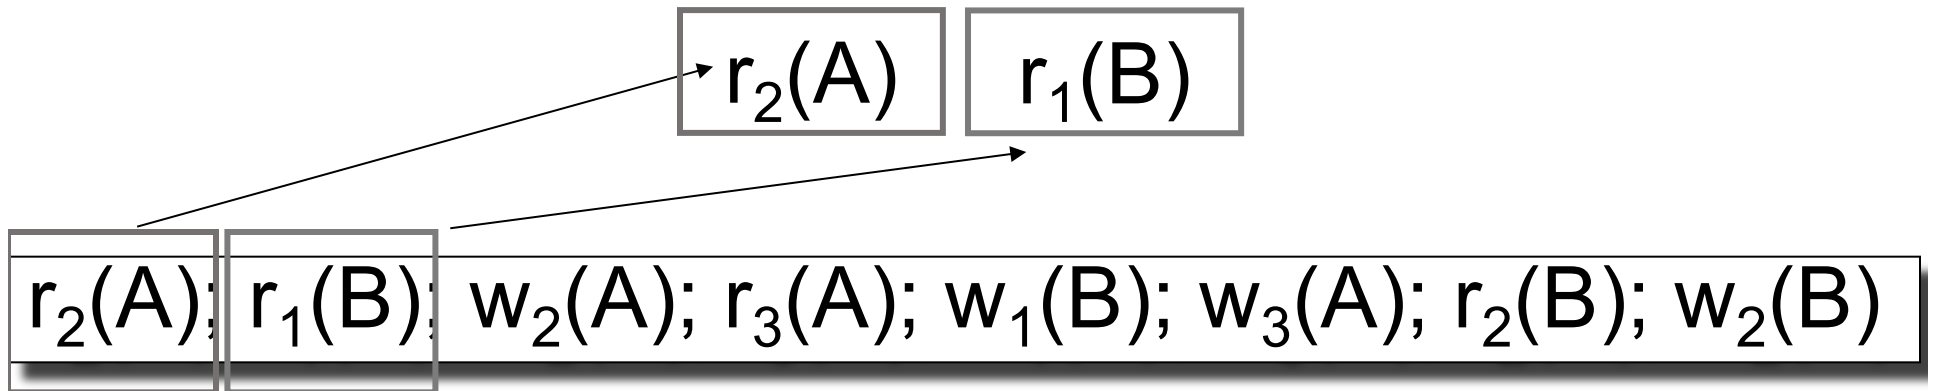 r₂(A) r₁(B)
r₂(A); r₁(B); w₂(A); r₃(A); w₁(B); w₃(A); r₂(B); w₂(B)